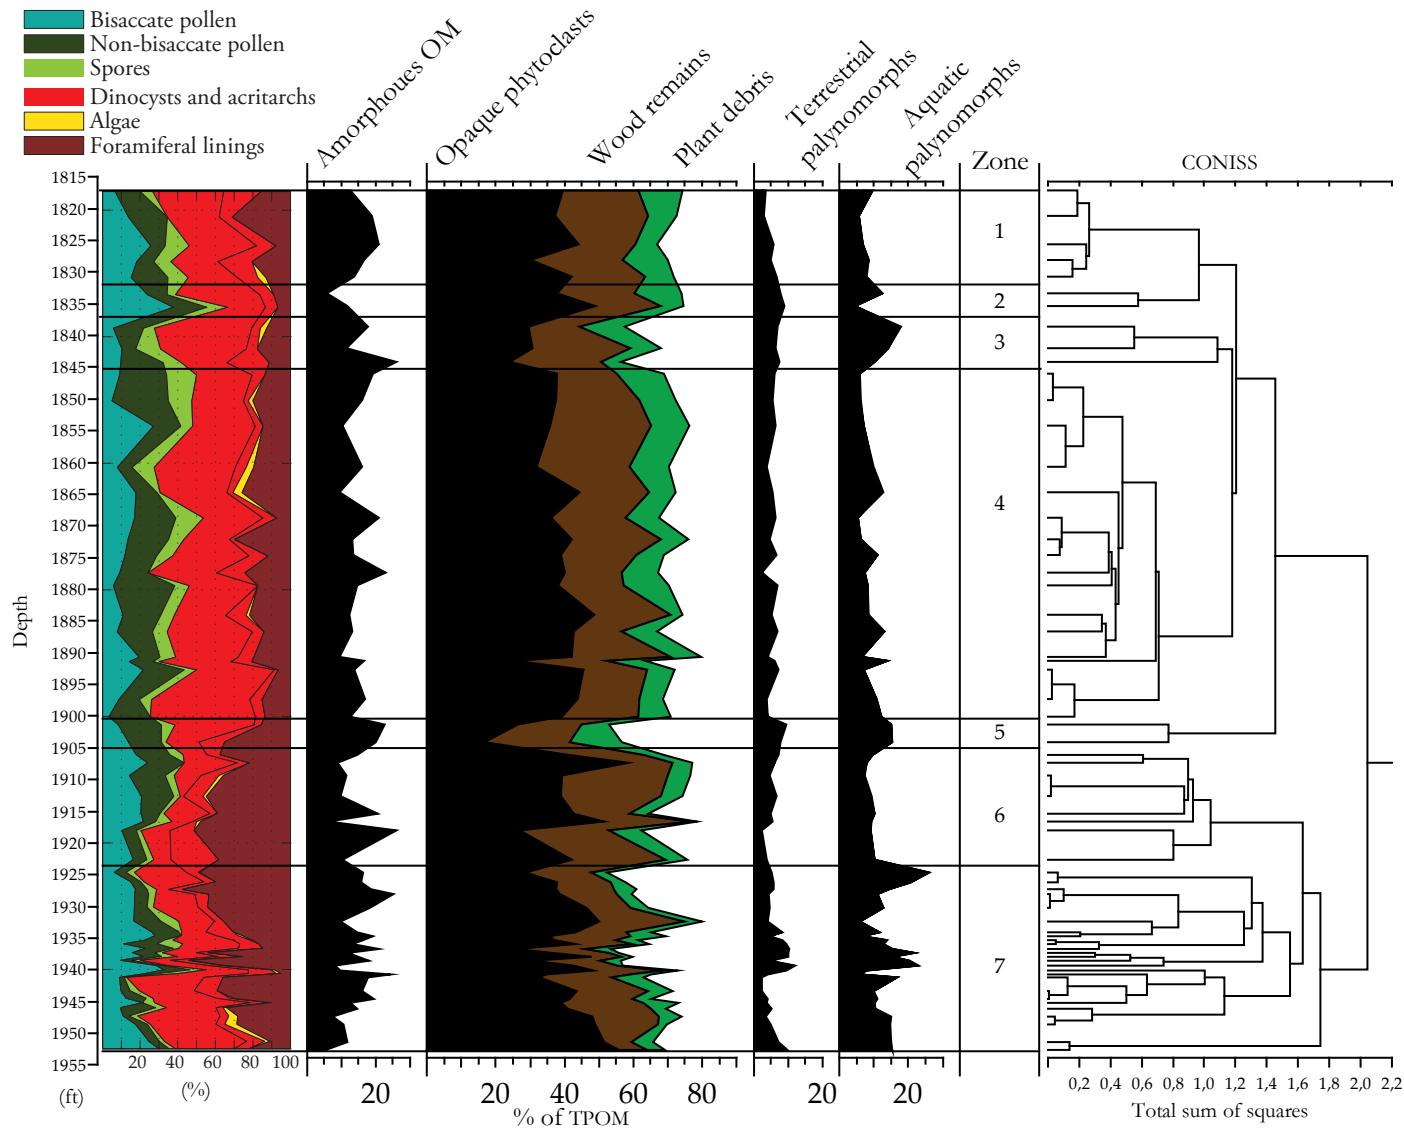 Bisaccate pollen
Non-bisaccate pollen
Spores
Dinocysts and acritarchs
Algae
Foramiferal linings
Amorphoues OM
Opaque phytoclasts
Wood remains
Plant debris
Terrestrial
palynomorphs
Aquatic
palynomorphs
Zone
CONISS
1815
1820
1825
1830
1835
1840
1845
1850
1855
1860
1865
1870
1875
1880
1885
1890
1895
1900
1905
1910
1915
1920
1925
1930
1935
1940
1945
1950
1955
Depth
(ft)
1
2
3
4
5
6
7
20 40 60 80 100
(%)
20
20 40 60 80
% of TPOM
20
20
0,2 0,4 0,6 0,8 1,0 1,2 1,4 1,6 1,8 2,0 2,2
Total sum of squares